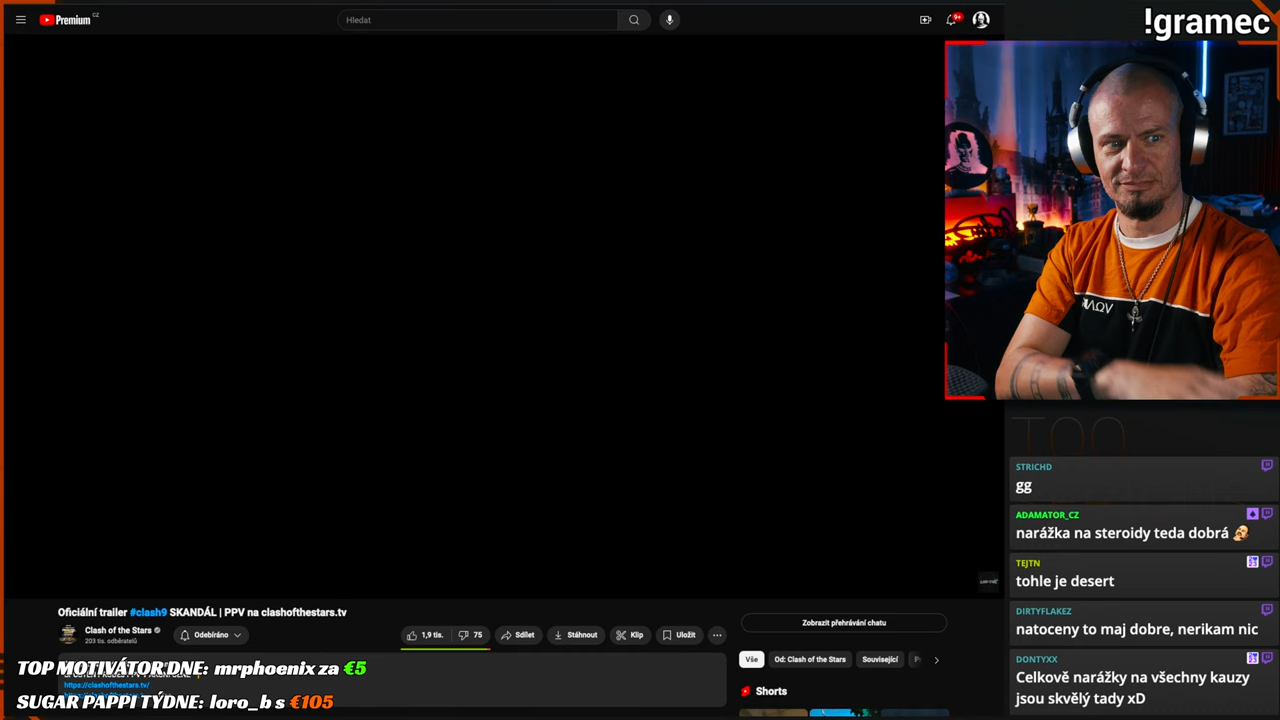 Premium CZ
Hledat
9+
!gramec
ΛΩV
STRICHD
gg
ADAMATOR_CZ
narážka na steroidy teda dobrá
TEJTN
tohle je desert
DIRTYFLAKEZ
natoceny to maj dobre, nerikam nic
DONTYXX
Celkově narážky na všechny kauzy
jsou skvělý tady xD
Oficiální trailer #clash9 SKANDÁL | PPV na clashofthestars.tv
Clash of the Stars
203 tis. odběratelů
Odebíráno
1,9 tis.
75
Sdílet
Stáhnout
Klip
Uložit
Zobrazit přehrávání chatu
Vše
Od: Clash of the Stars
Související
Shorts
TOP MOTIVÁTOR DNE: mrphoenix za €5
https://clashofthestars.tv/
SUGAR PAPPI TÝDNE: loro_b s €105